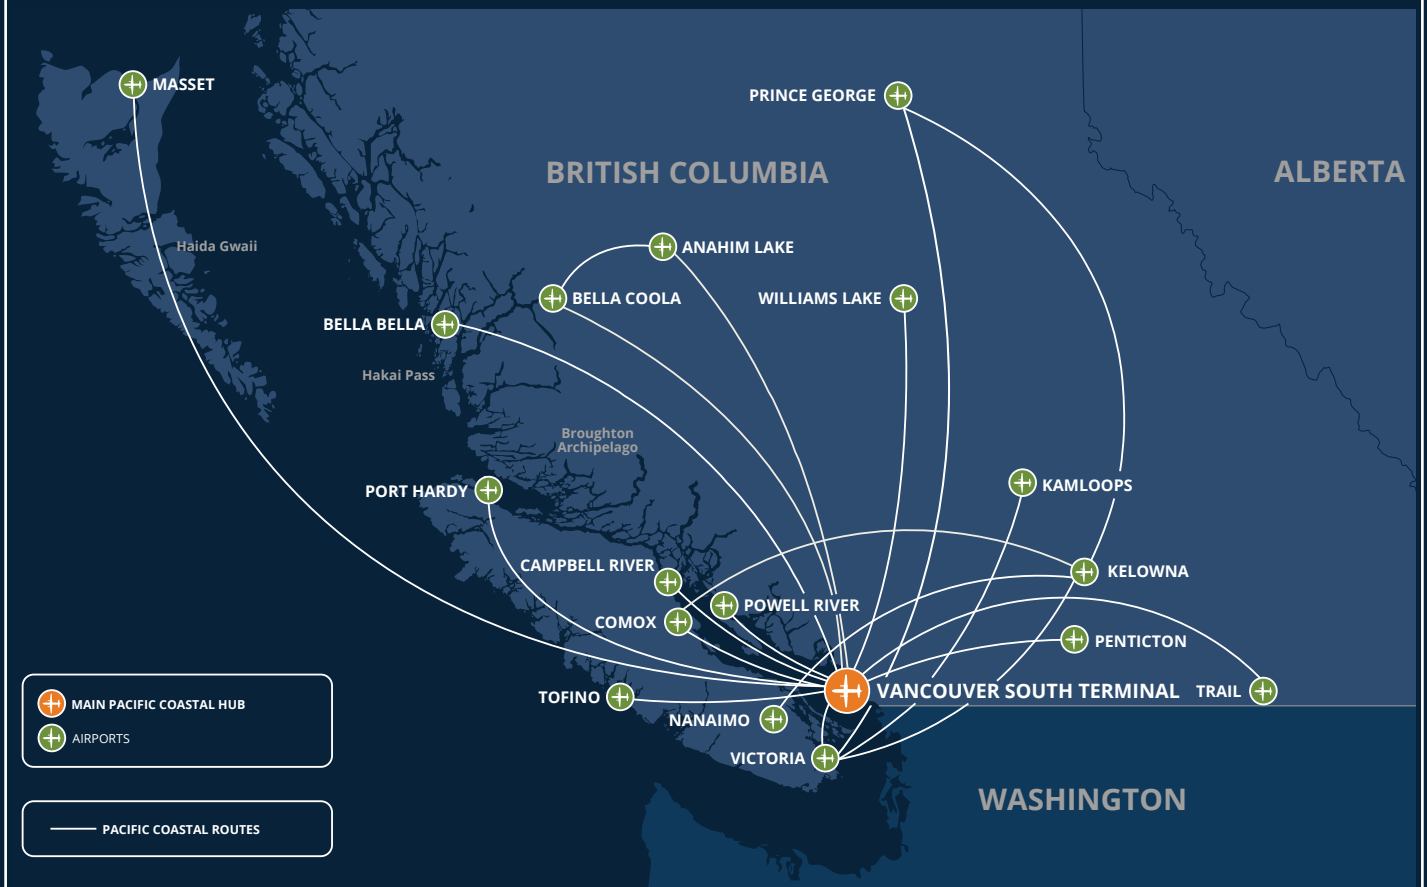 MASSET
PRINCE GEORGE
BRITISH COLUMBIA
ALBERTA
Haida Gwaii
ANAHIM LAKE
BELLA COOLA
WILLIAMS LAKE
BELLA BELLA
Hakai Pass
Broughton
Archipelago
PORT HARDY
KAMLOOPS
CAMPBELL RIVER
KELOWNA
POWELL RIVER
COMOX
PENTICTON
VANCOUVER SOUTH TERMINAL
TRAIL
TOFINO
NANAIMO
VICTORIA
WASHINGTON
MAIN PACIFIC COASTAL HUB
AIRPORTS
PACIFIC COASTAL ROUTES